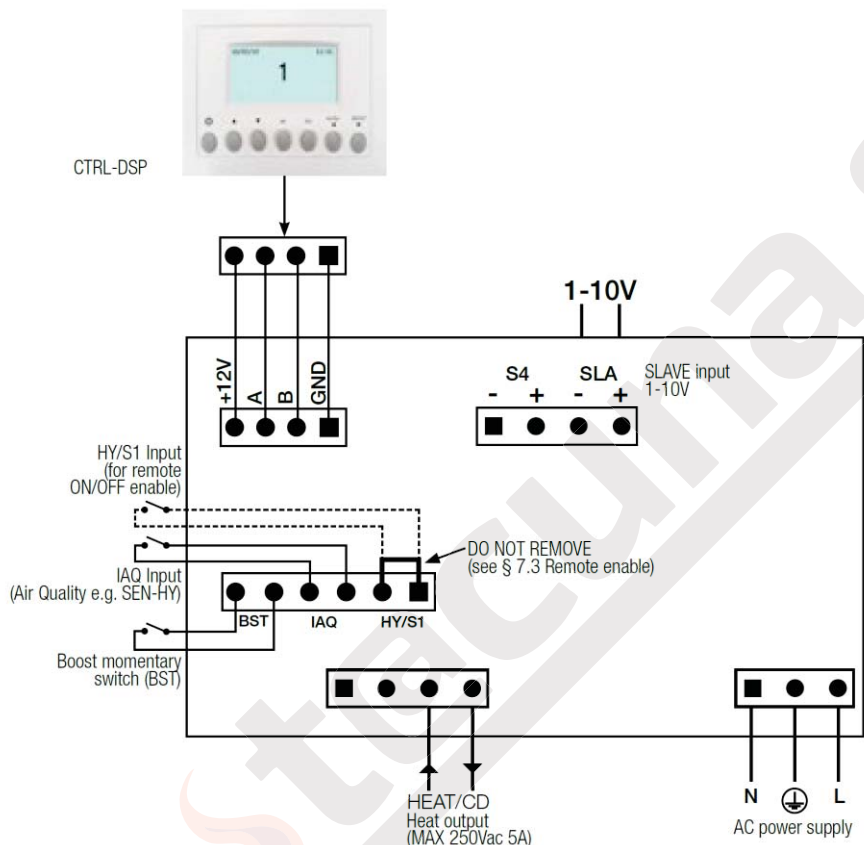 1
CTRL-DSP
1-10V
+12V
A
B
GND
S4
SLA
- + - +
SLAVE input
1-10V
HY/S1 Input
(for remote
ON/OFF enable)
DO NOT REMOVE
(see § 7.3 Remote enable)
IAQ Input
(Air Quality e.g. SEN-HY)
BST IAQ HY/S1
Boost momentary
switch (BST)
HEAT/CD
Heat output
(MAX 250Vac 5A)
N L
AC power supply
tacuna